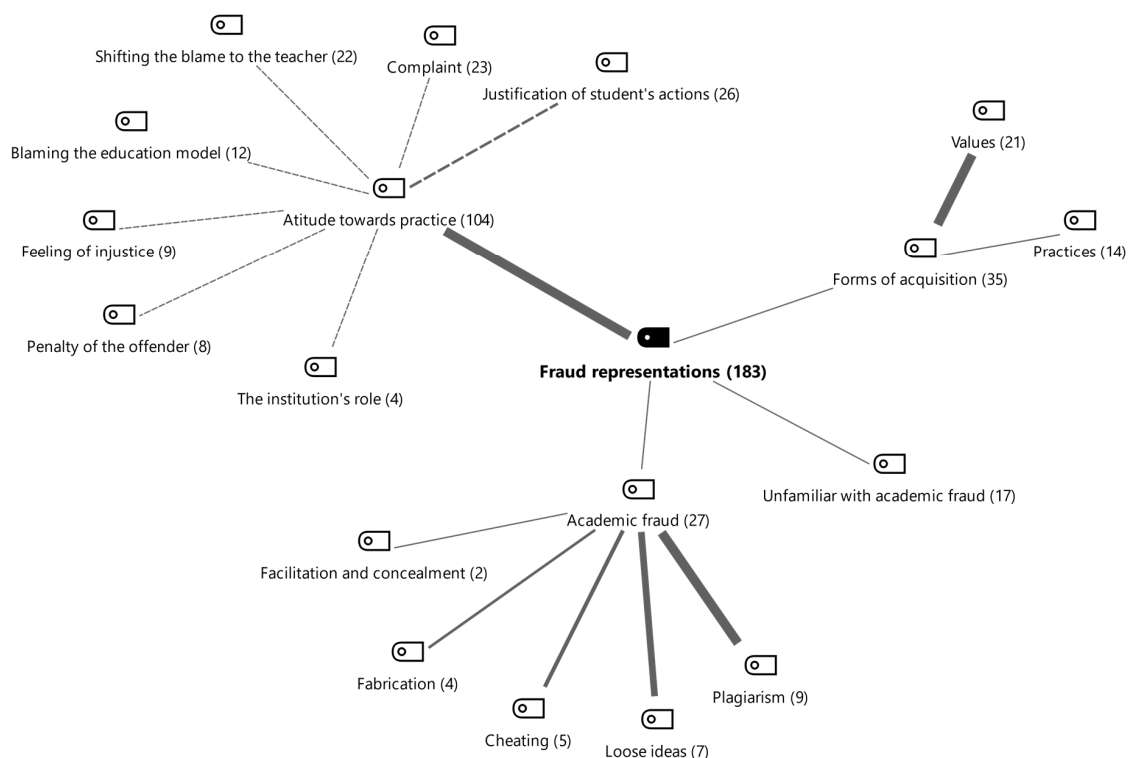 Shifting the blame to the teacher (22)
Complaint (23)
Justification of student's actions (26)
Values (21)
Blaming the education model (12)
Atitude towards practice (104)
Feeling of injustice (9)
Practices (14)
Forms of acquisition (35)
Penalty of the offender (8)
Fraud representations (183)
The institution's role (4)
Unfamiliar with academic fraud (17)
Academic fraud (27)
Facilitation and concealment (2)
Fabrication (4)
Plagiarism (9)
Cheating (5)
Loose ideas (7)